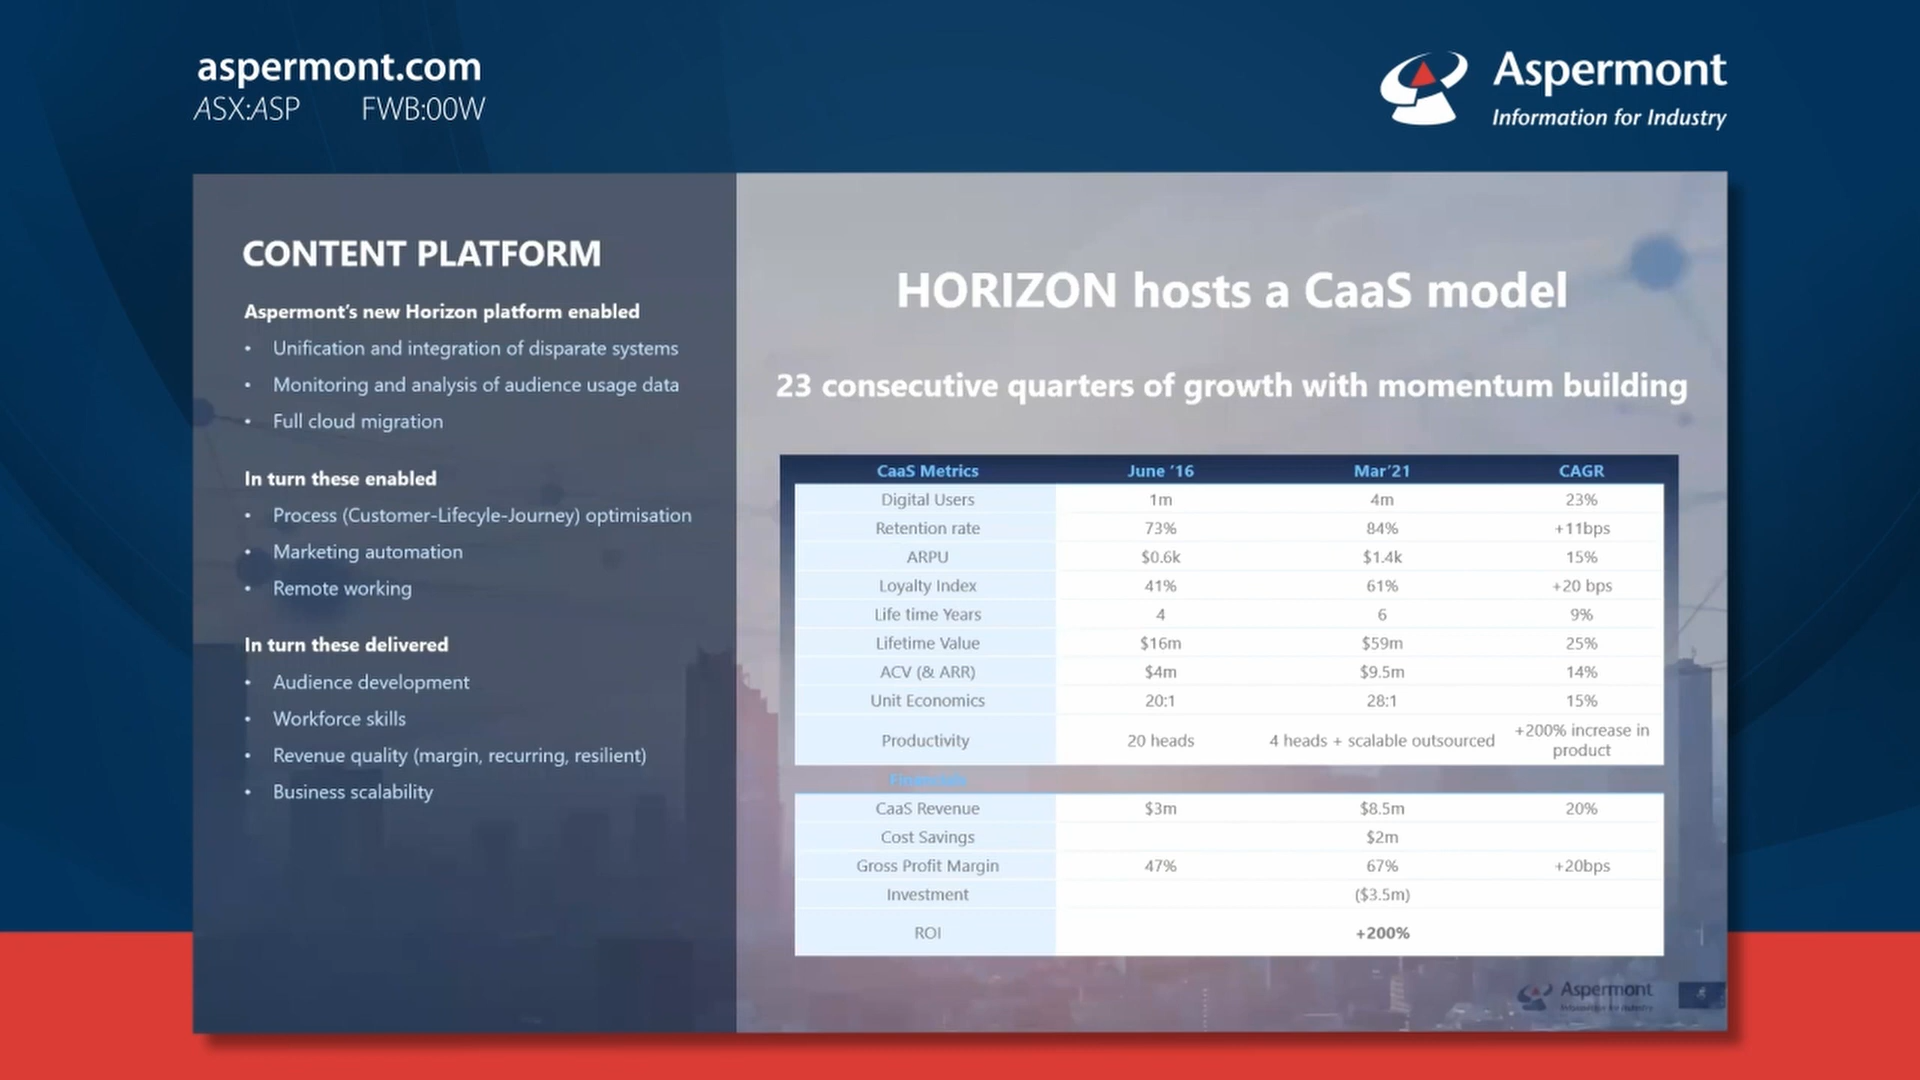 aspermont.com
ASX:ASP FWB:00W
Aspermont
Information for Industry
CONTENT PLATFORM
Aspermont's new Horizon platform enabled
• Unification and integration of disparate systems
• Monitoring and analysis of audience usage data
• Full cloud migration
In turn these enabled
• Process (Customer-Lifecyle-Journey) optimisation
• Marketing automation
• Remote working
In turn these delivered
• Audience development
• Workforce skills
• Revenue quality (margin, recurring, resilient)
• Business scalability
HORIZON hosts a CaaS model
23 consecutive quarters of growth with momentum building
CaaS Metrics June '16 Mar'21 CAGR
Digital Users 1m 4m 23%
Retention rate 73% 84% +11bps
ARPU $0.6k $1.4k 15%
Loyalty Index 41% 61% +20 bps
Life time Years 4 6 9%
Lifetime Value $16m $59m 25%
ACV (& ARR) $4m $9.5m 14%
Unit Economics 20:1 28:1 15%
Productivity 20 heads 4 heads + scalable outsourced +200% increase in
product
Financials
CaaS Revenue $3m $8.5m 20%
Cost Savings $2m
Gross Profit Margin 47% 67% +20bps
Investment ($3.5m)
ROI +200%
Aspermont
Information for Industry